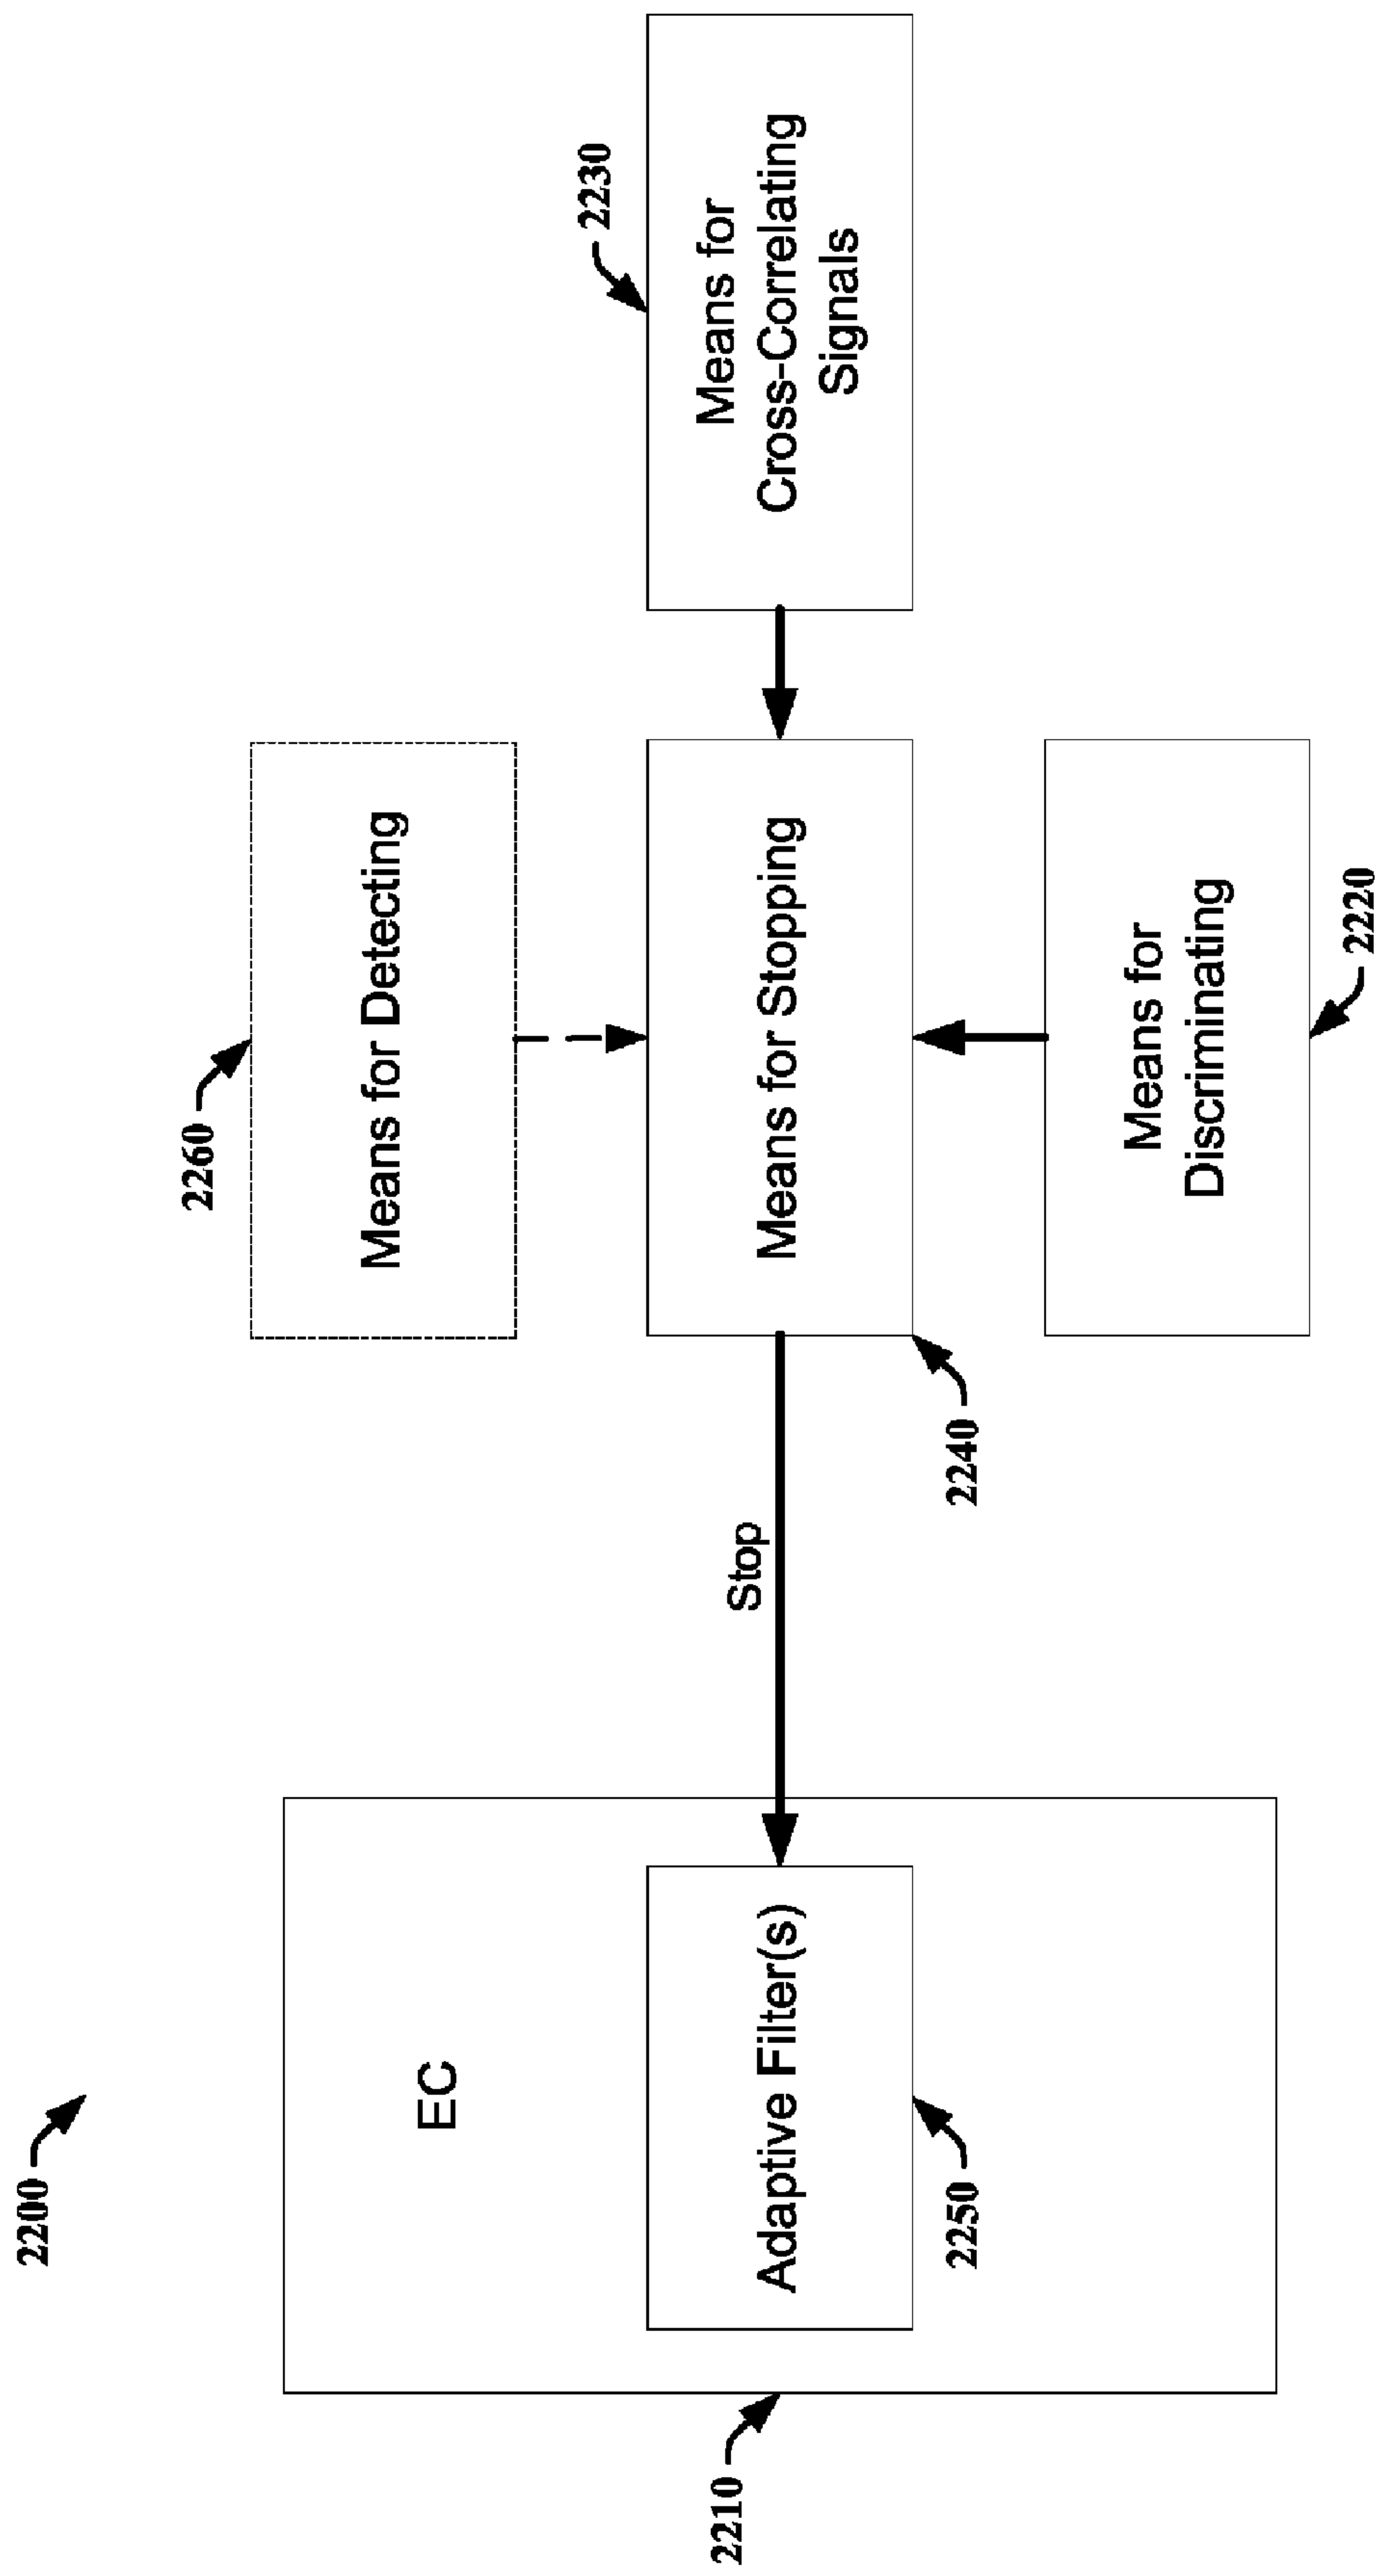 2200
2260
Means for Detecting
2230
EC
Stop
Means for
Cross-Correlating
Signals
Adaptive Filter(s)
Means for Stopping
2210
2250
2240
Means for
Discriminating
2220